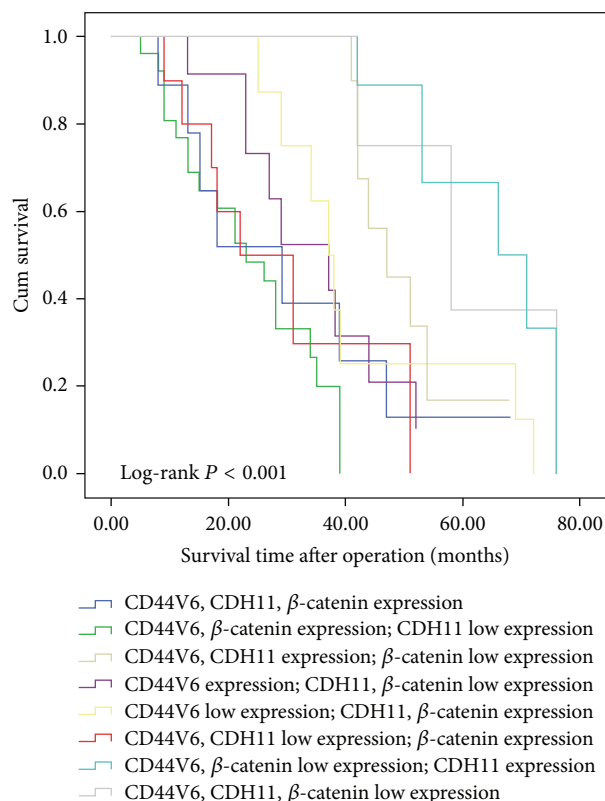 1.0
0.8
0.6
0.4
0.2
0.0
Cum survival
Log-rank P < 0.001
0.00 20.00 40.00 60.00 80.00
Survival time after operation (months)
CD44V6, CDH11, β-catenin expression
CD44V6, β-catenin expression; CDH11 low expression
CD44V6, CDH11 expression; β-catenin low expression
CD44V6 expression; CDH11, β-catenin low expression
CD44V6 low expression; CDH11, β-catenin expression
CD44V6, CDH11 low expression; β-catenin expression
CD44V6, β-catenin low expression; CDH11 expression
CD44V6, CDH11, β-catenin low expression